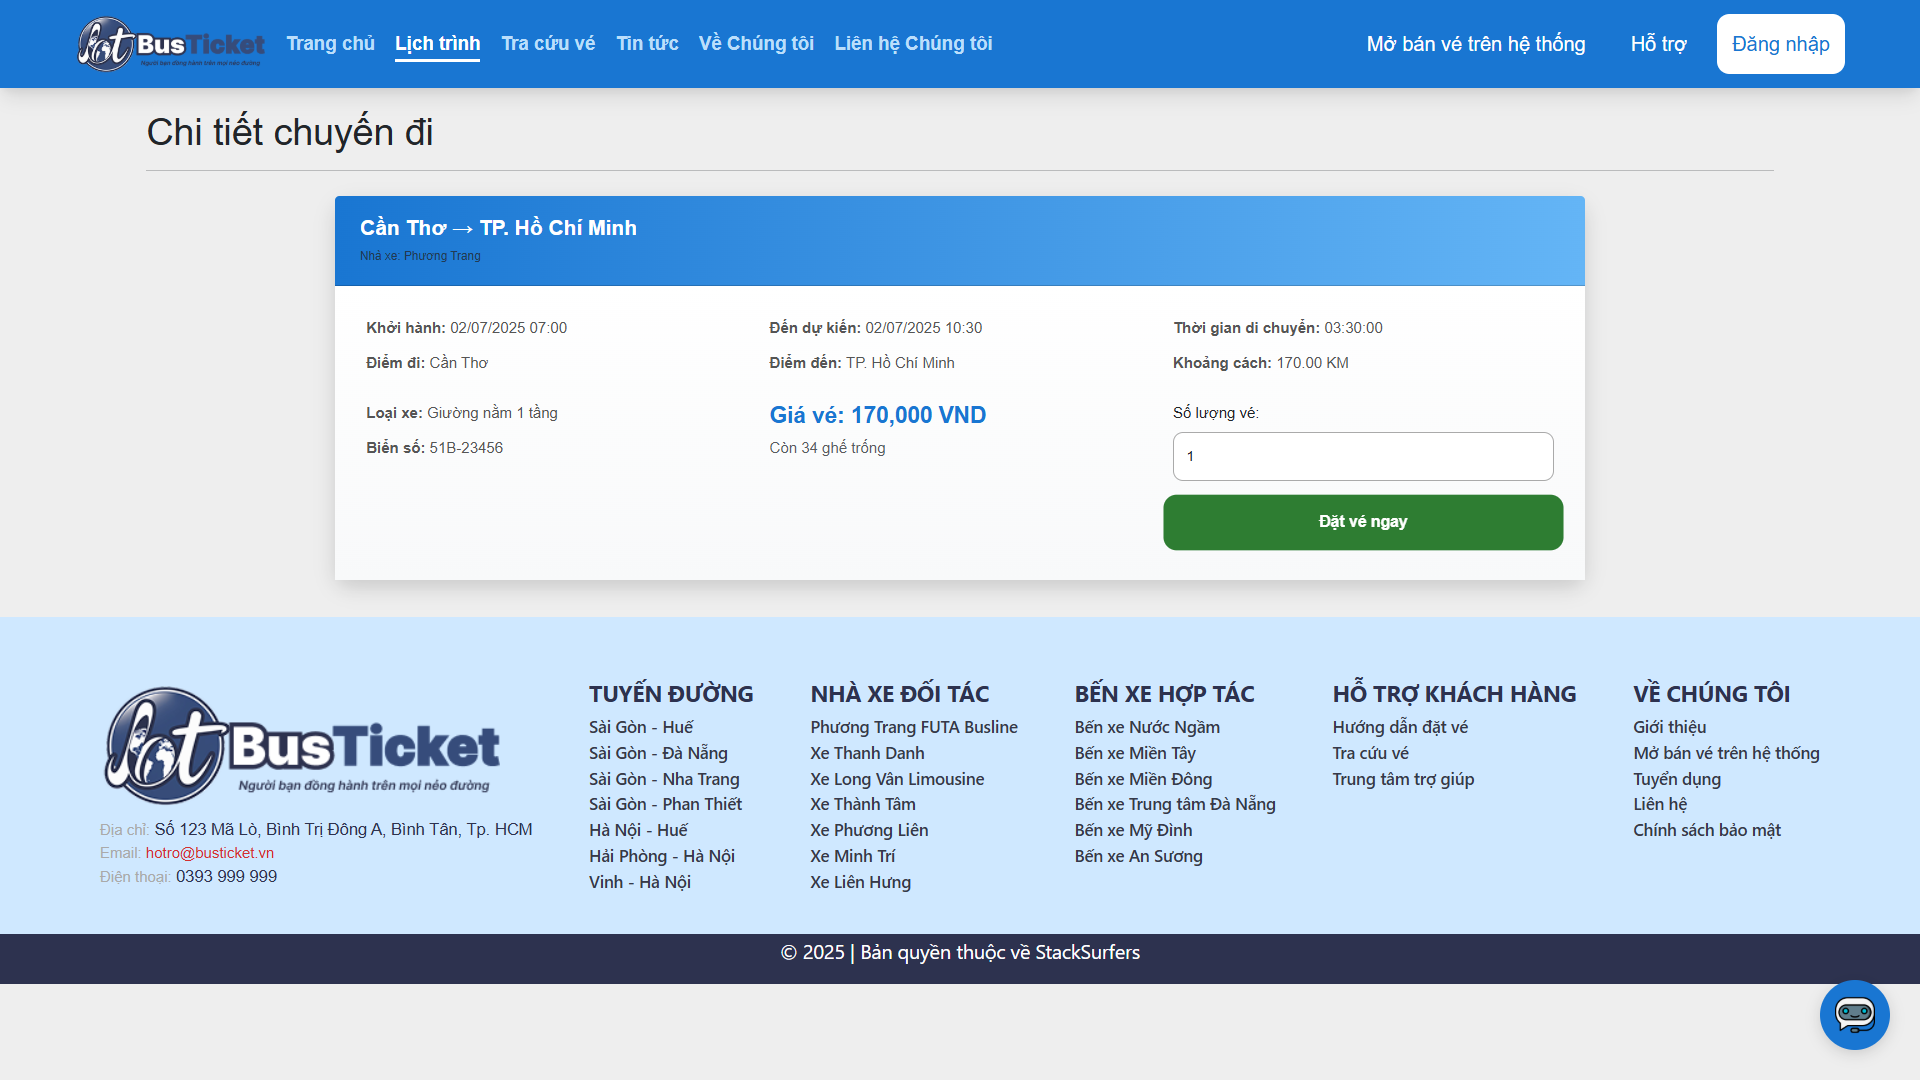 lot BusTicket
Người bạn đồng hành trên mọi nẻo đường
Trang chủ
Lịch trình
Tra cứu vé
Tin tức
Về Chúng tôi
Liên hệ Chúng tôi
Mở bán vé trên hệ thống
Hỗ trợ
Đăng nhập
Chi tiết chuyến đi
Cần Thơ → TP. Hồ Chí Minh
Nhà xe: Phương Trang
Khởi hành: 02/07/2025 07:00
Đến dự kiến: 02/07/2025 10:30
Thời gian di chuyển: 03:30:00
Điểm đi: Cần Thơ
Điểm đến: TP. Hồ Chí Minh
Khoảng cách: 170.00 KM
Loại xe: Giường nằm 1 tầng
Biển số: 51B-23456
Giá vé: 170,000 VND
Còn 34 ghế trống
Số lượng vé:
1
Đặt vé ngay
lot BusTicket
Người bạn đồng hành trên mọi nẻo đường
Địa chỉ: Số 123 Mã Lò, Bình Trị Đông A, Bình Tân, Tp. HCM
Email: hotro@busticket.vn
Điện thoại: 0393 999 999
TUYẾN ĐƯỜNG
Sài Gòn - Huế
Sài Gòn - Đà Nẵng
Sài Gòn - Nha Trang
Sài Gòn - Phan Thiết
Hà Nội - Huế
Hải Phòng - Hà Nội
Vinh - Hà Nội
NHÀ XE ĐỐI TÁC
Phương Trang FUTA Busline
Xe Thanh Danh
Xe Long Vân Limousine
Xe Thành Tâm
Xe Phương Liên
Xe Minh Trí
Xe Liên Hưng
BẾN XE HỢP TÁC
Bến xe Nước Ngầm
Bến xe Miền Tây
Bến xe Miền Đông
Bến xe Trung tâm Đà Nẵng
Bến xe Mỹ Đình
Bến xe An Sương
HỖ TRỢ KHÁCH HÀNG
Hướng dẫn đặt vé
Tra cứu vé
Trung tâm trợ giúp
VỀ CHÚNG TÔI
Giới thiệu
Mở bán vé trên hệ thống
Tuyển dụng
Liên hệ
Chính sách bảo mật
© 2025 | Bản quyền thuộc về StackSurfers